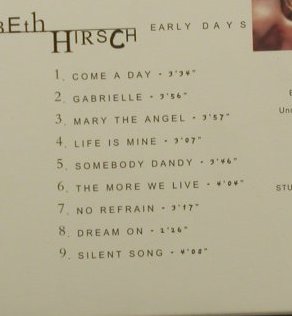 BEth HIRSCH EARLY DAYS
1. COME A DAY - 3'34"
2. GABRIELLE - 3'56"
3. MARY THE ANGEL - 3'57"
4. LIFE IS MINE - 3'07"
5. SOMEBODY DANDY - 3'46"
6. THE MORE WE LIVE - 4'04"
7. NO REFRAIN - 3'17"
8. DREAM ON - 2'26"
9. SILENT SONG - 4'08"
STU